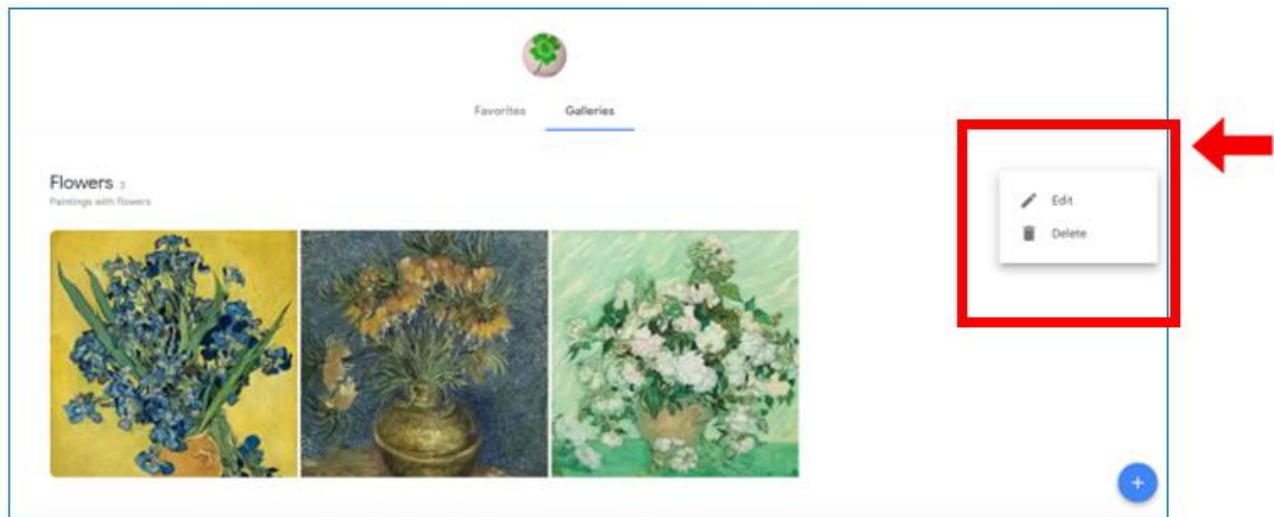 Favorites
Galleries
Flowers 3
Paintings with flowers
Edit
Delete